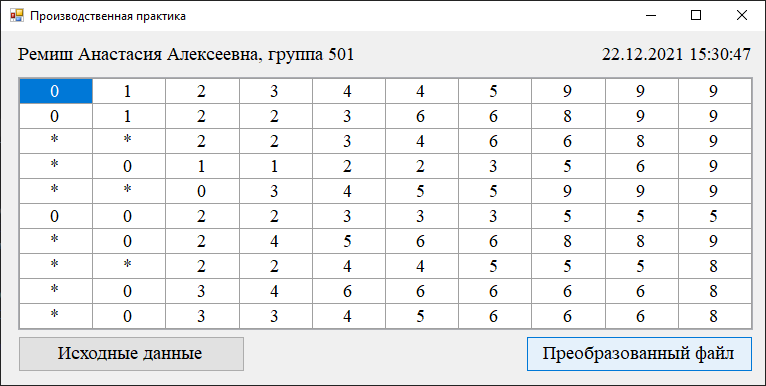 Производственная практика
Ремиш Анастасия Алексеевна, группа 501 22.12.2021 15:30:47
0 1 2 3 4 4 5 9 9 9
0 1 2 2 3 6 6 8 9 9
* * 2 2 3 4 6 6 8 9
* 0 1 1 2 2 3 5 6 9
* * 0 3 4 5 5 9 9 9
0 0 2 2 3 3 3 5 5 5
* 0 2 4 5 6 6 8 8 9
* * 2 2 4 4 5 5 5 8
* 0 3 4 6 6 6 6 6 8
* 0 3 3 4 5 6 6 6 8
Исходные данные Преобразованный файл